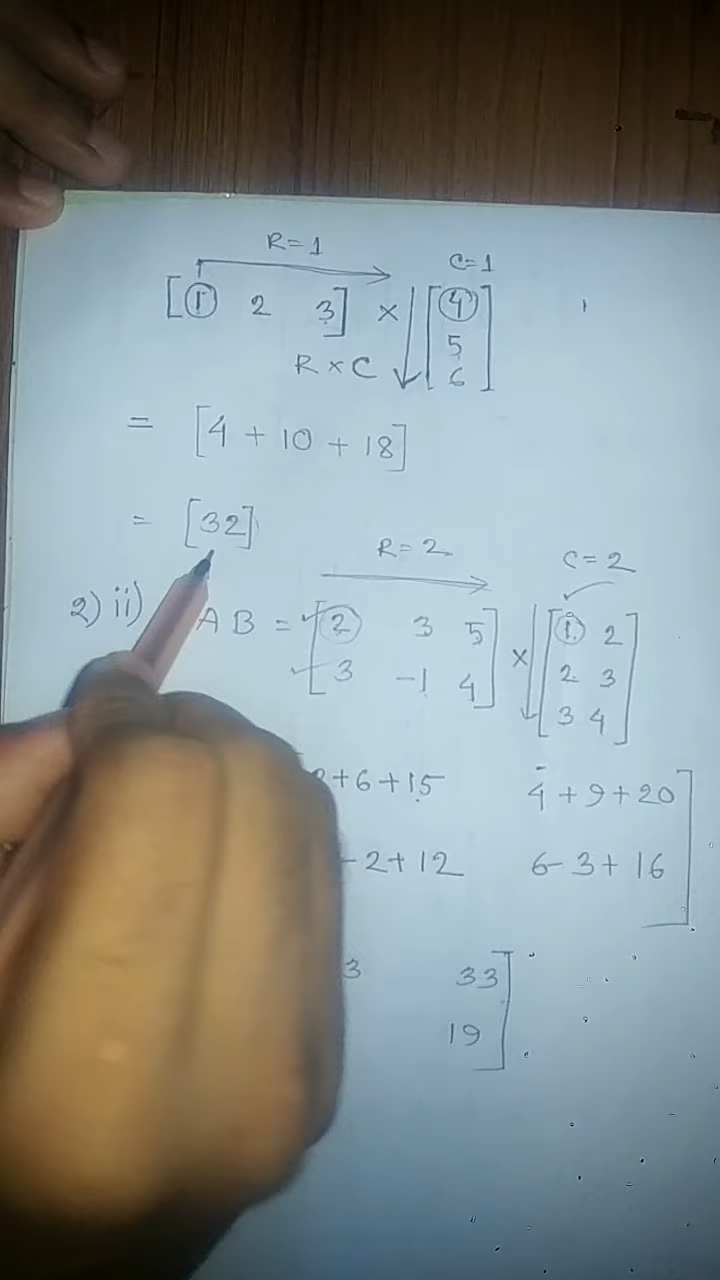 R=1 C=1
[1 2 3] × [4
5
6]
R×C
= [4 + 10 + 18]
= [32]
R=2 C=2
2) ii) AB = [2 3 5 × [1 2
3 -1 4] 2 3
3 4]
+6+15 4+9+20
-2+12 6-3+16]
3 33
19]